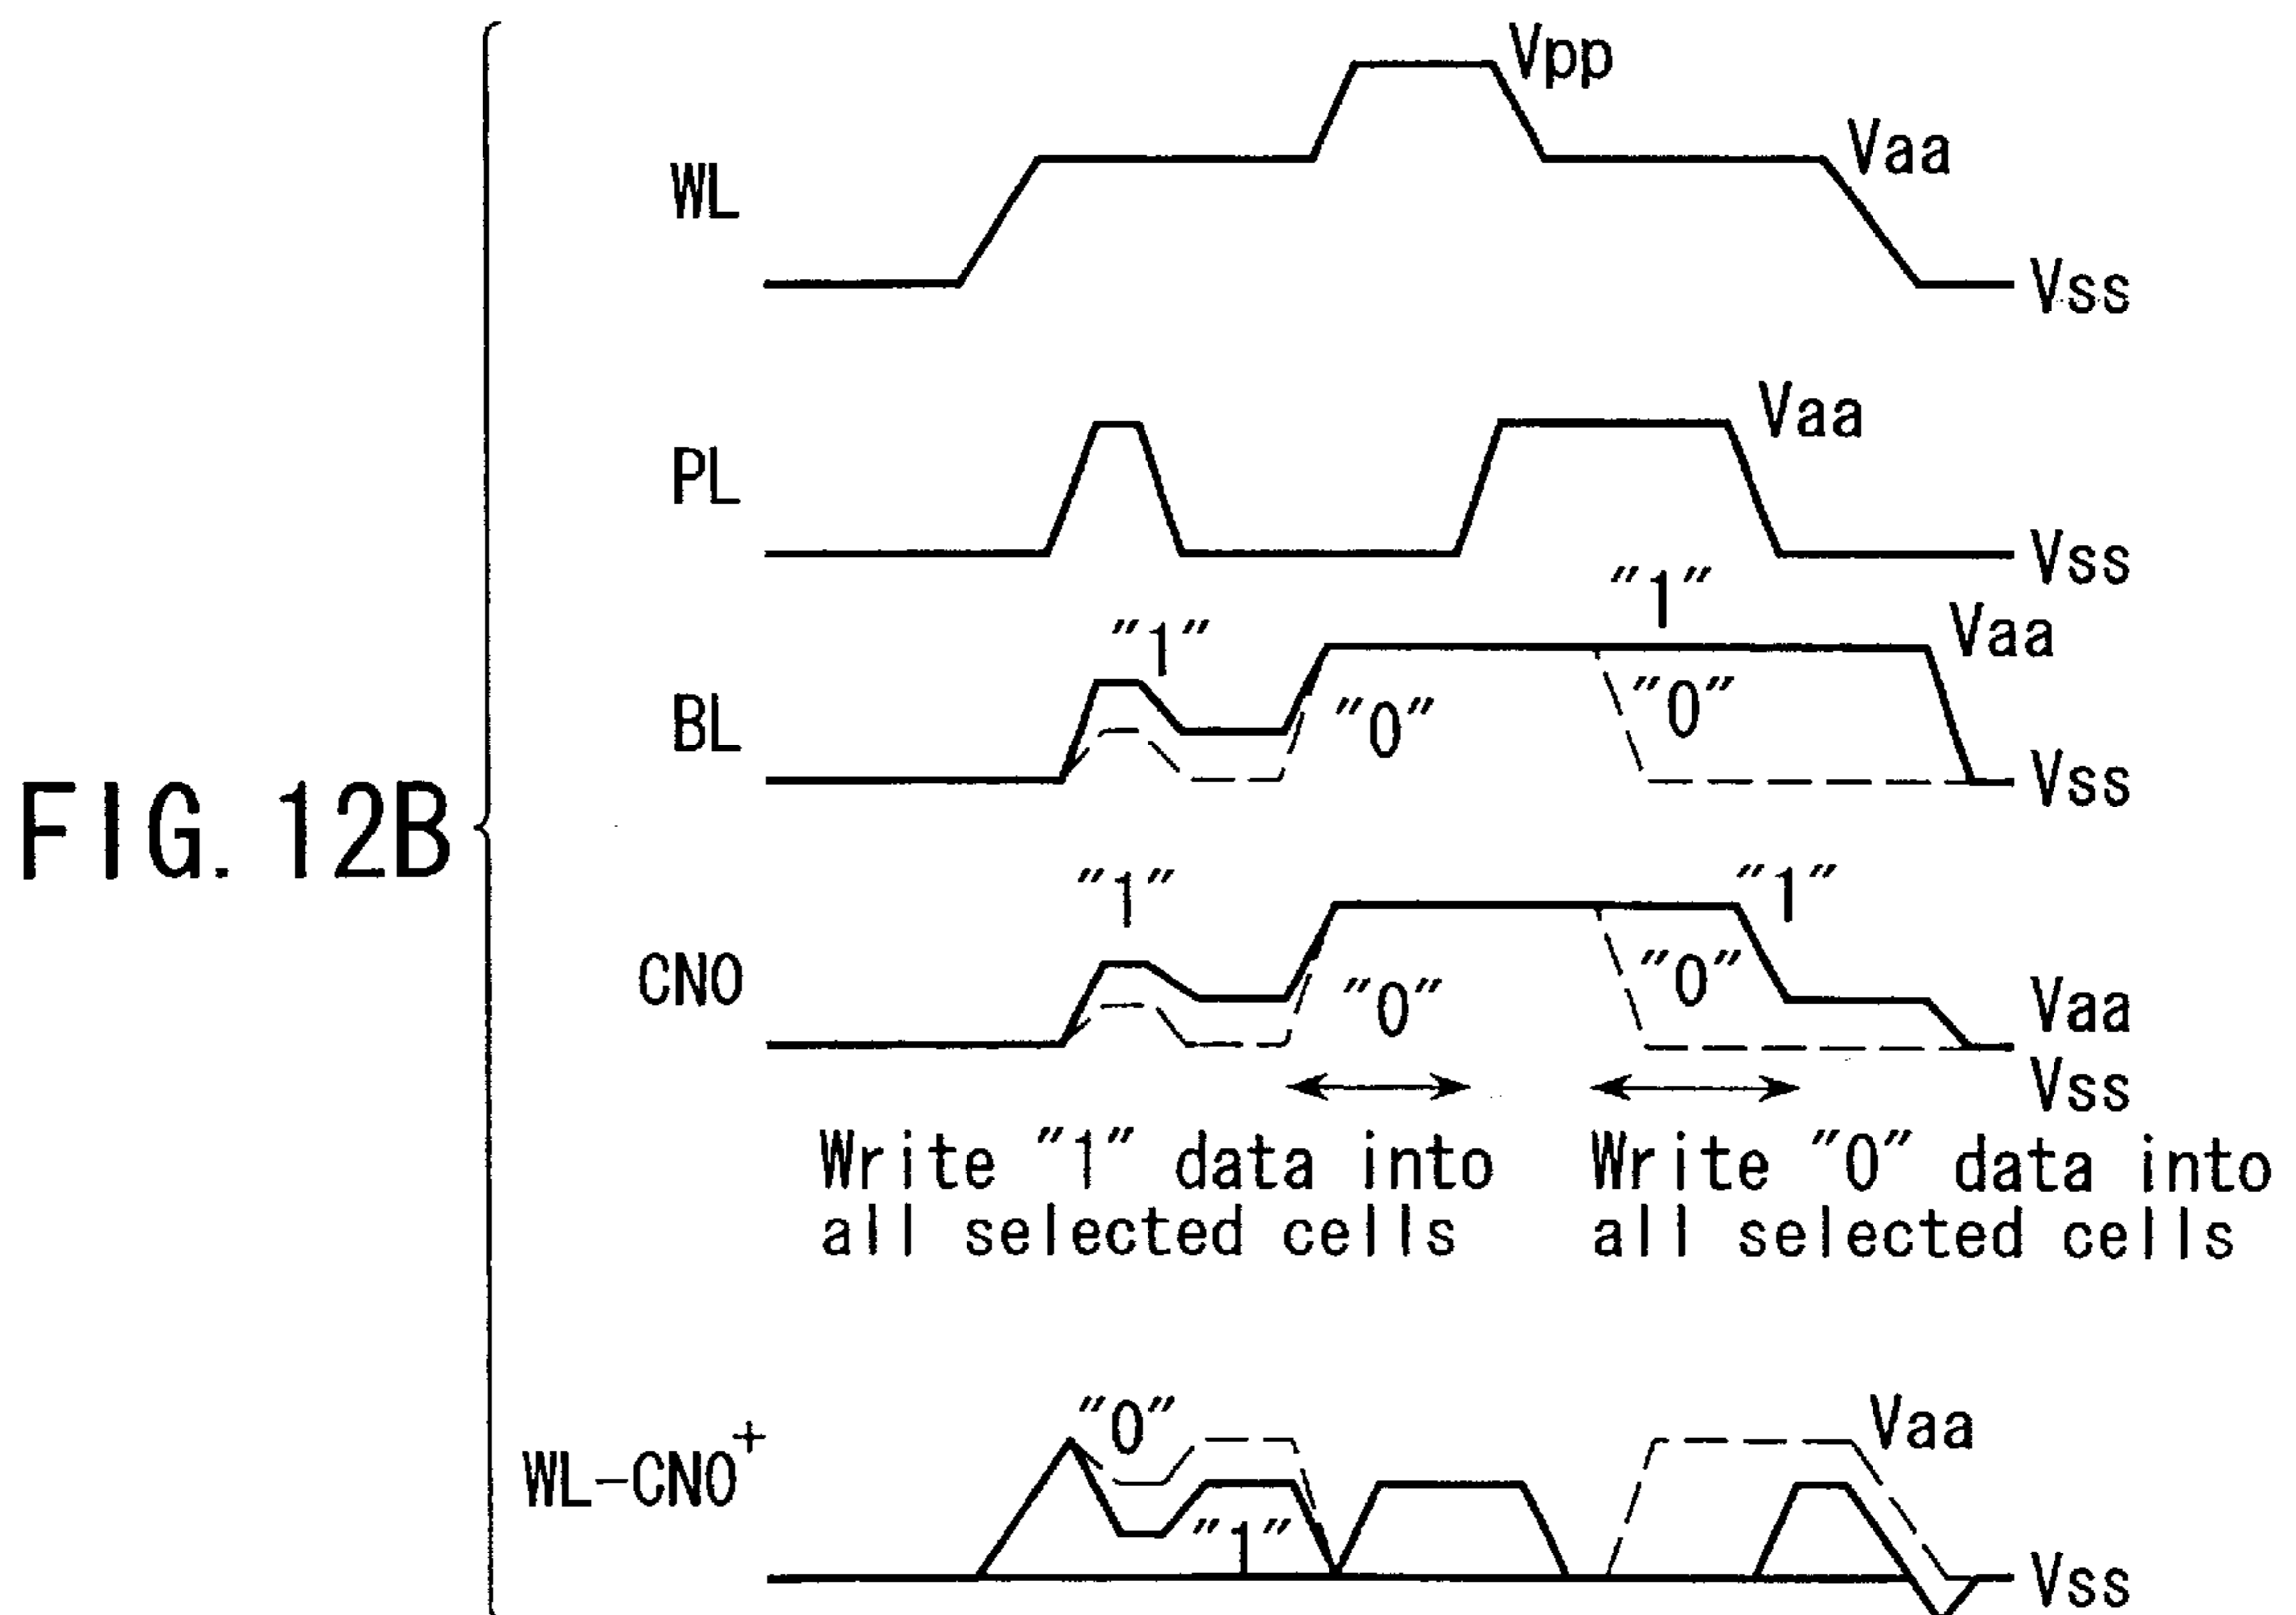 FIG. 12B
Vpp
Vaa
WL
Vss
Vaa
PL
Vss
"1"
"1"
Vaa
BL
"0"
"0"
Vss
"1"
"1"
CNO
"0"
"0"
Vaa
Vss
Write "1" data into
all selected cells
Write "0" data into
all selected cells
"0"
Vaa
WL-CNO+
"1"
Vss